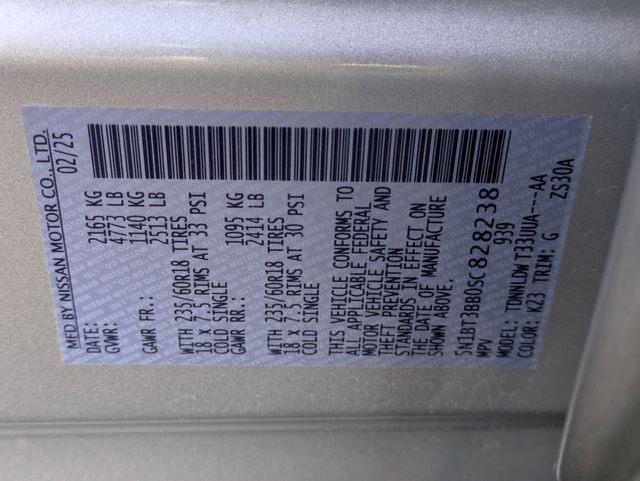 MFD BY NISSAN MOTOR CO., LTD.
DATE: 02/25
GVWR: 2165 KG
4773 LB
GAWR FR.: 1140 KG
2513 LB
WITH 235/60R18 TIRES
18 x 7.5 RIMS AT 33 PSI
COLD SINGLE
GAWR RR.: 1095 KG
2414 LB
WITH 235/60R18 TIRES
18 x 7.5 RIMS AT 30 PSI
COLD SINGLE
THIS VEHICLE CONFORMS TO
ALL APPLICABLE FEDERAL
MOTOR VEHICLE SAFETY AND
THEFT PREVENTION
STANDARDS IN EFFECT ON
THE DATE OF MANUFACTURE
SHOWN ABOVE.
5N1BT3BB0SC828238
MPV 939
MODEL: TDNNLDWT33UUA---AA
COLOR: K23 TRIM: G ZS30A